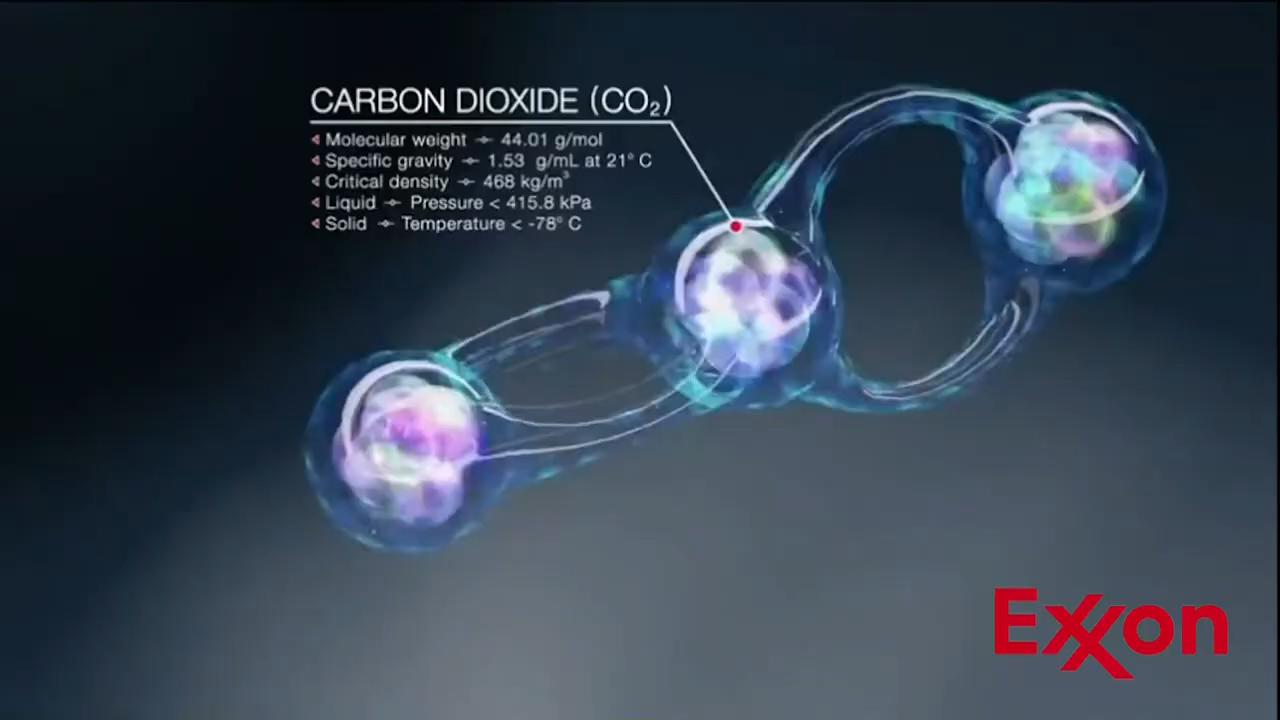 CARBON DIOXIDE (CO₂)
Molecular weight 44.01 g/mol
Specific gravity 1.53 g/mL at 21° C
Critical density 468 kg/m³
Liquid Pressure < 415.8 kPa
Solid Temperature < -78° C
Exxon